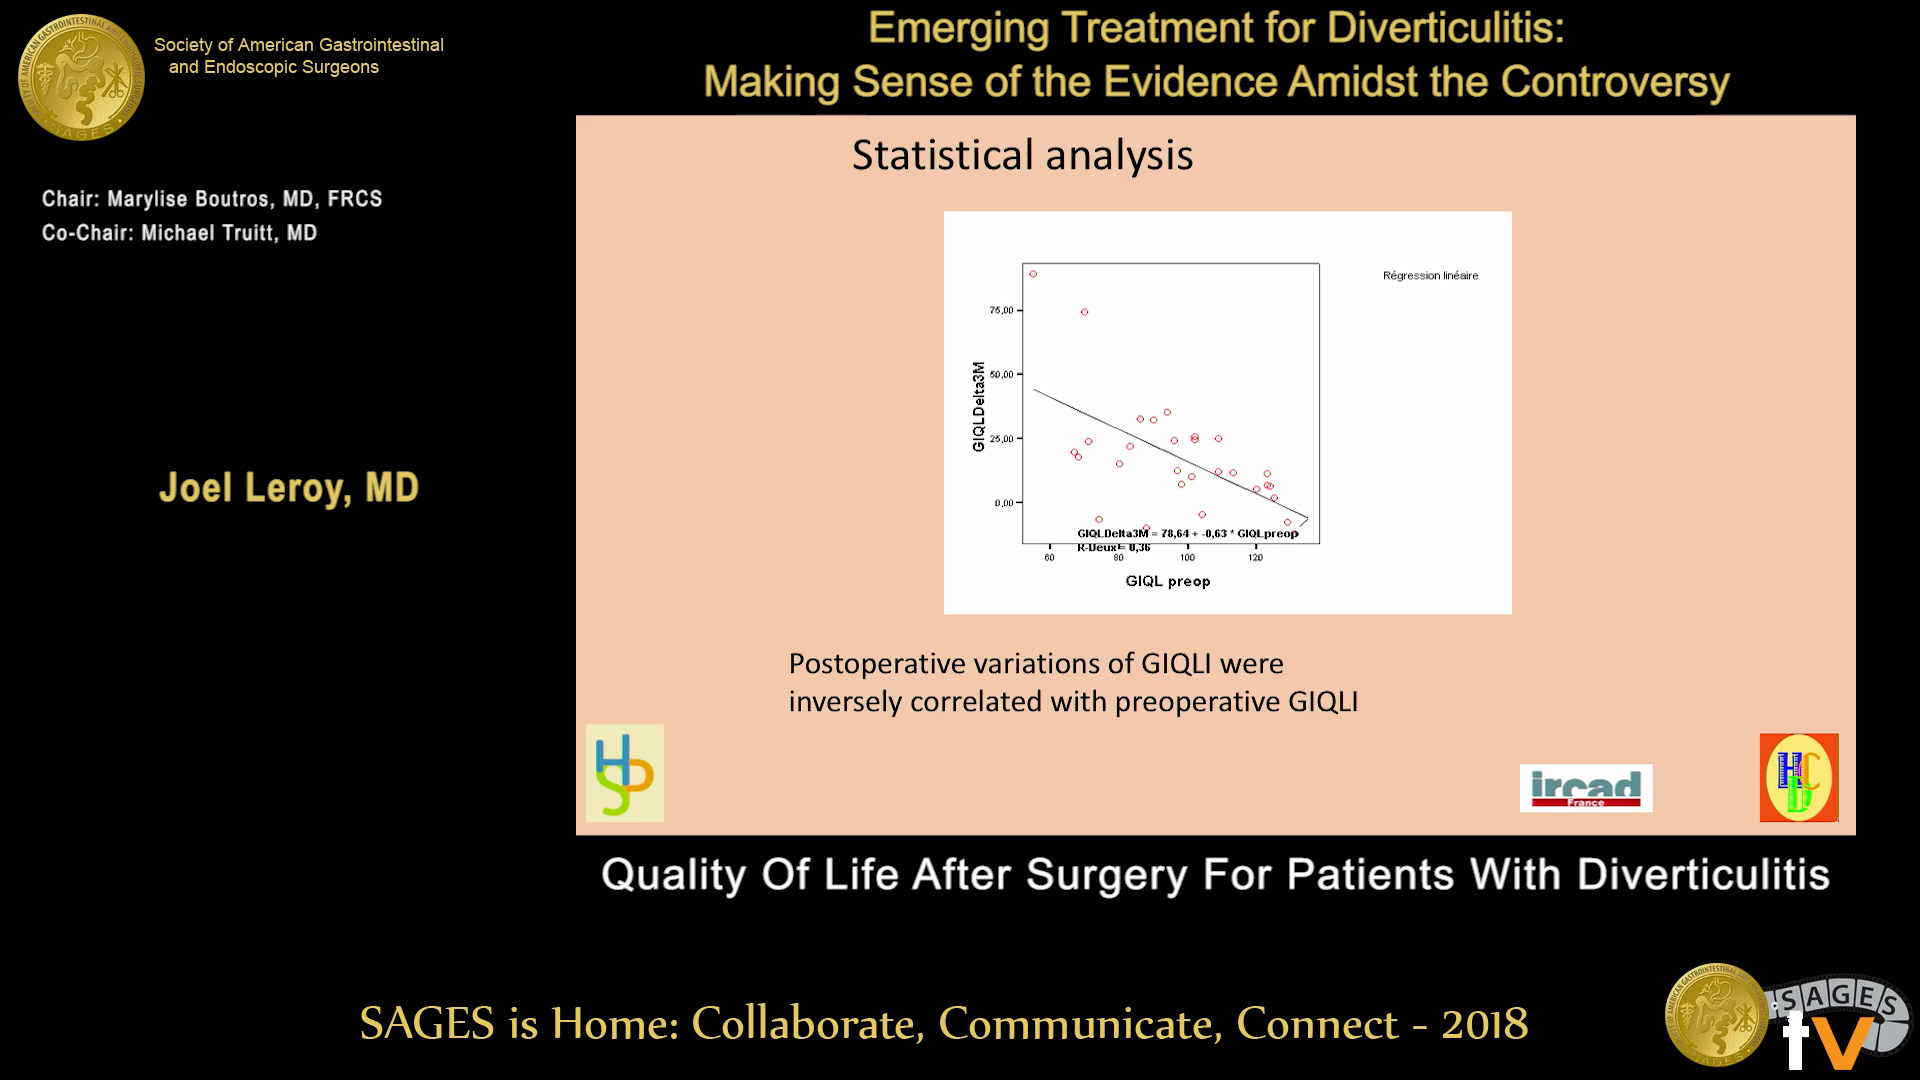 Society of American Gastrointestinal
and Endoscopic Surgeons
Emerging Treatment for Diverticulitis:
Making Sense of the Evidence Amidst the Controversy
Chair: Marylise Boutros, MD, FRCS
Co-Chair: Michael Truitt, MD
Joel Leroy, MD
Statistical analysis
Régression linéaire
75,00
50,00
25,00
0,00
GIQLDelta3M
GIQLDelta3M = 78,64 + -0,63 * GIQLpreop
R-Deux = 0,36
60 80 100 120
GIQL preop
Postoperative variations of GIQLI were
inversely correlated with preoperative GIQLI
HPS
ircad
France
HCD
Quality Of Life After Surgery For Patients With Diverticulitis
SAGES is Home: Collaborate, Communicate, Connect - 2018
SAGES
tv